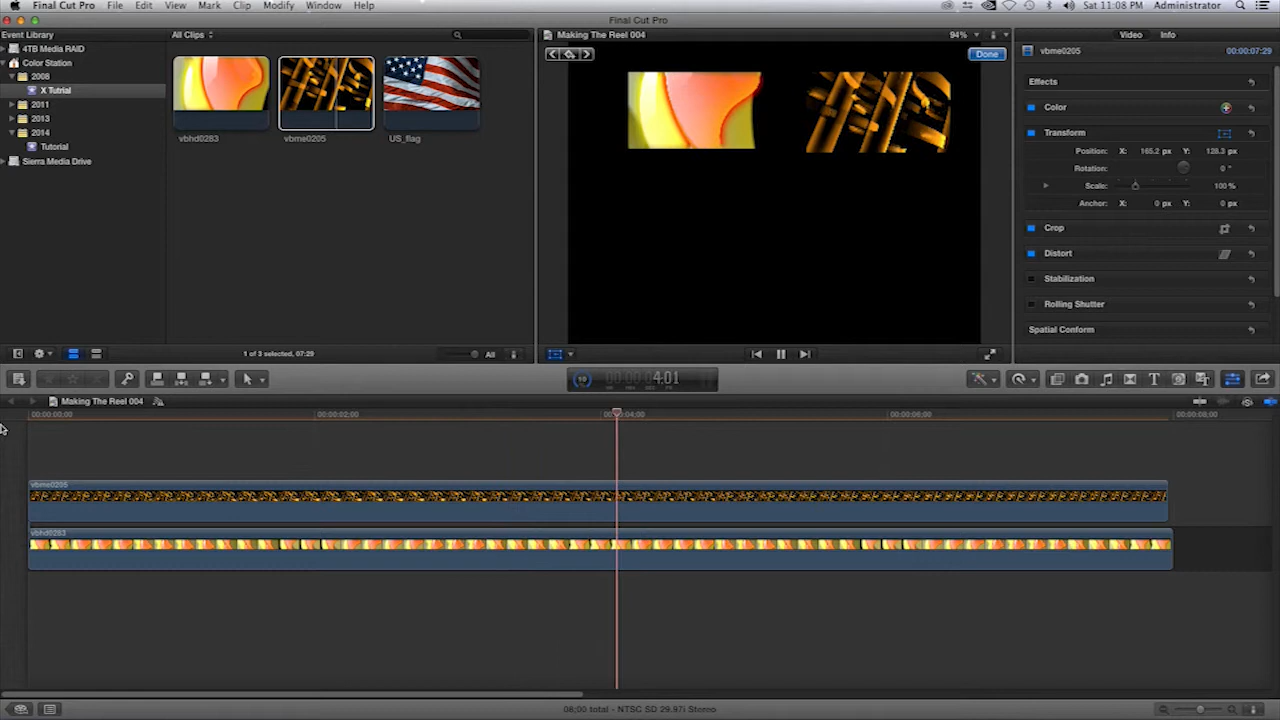 Final Cut Pro File Edit View Mark Clip Modify Window Help Sat 11:08 PM Administrator
Final Cut Pro
Event Library All Clips Making The Reel 004 94% Video Info
4TB Media RAID
Color Station
2008
X Tutrial
2011
2013
2014
Tutorial
Sierra Media Drive
vbhd0283 vbme0205 US_flag
1 of 3 selected, 07:29 All
Done
vbme0205 00:00:07:29
Effects
Color
Transform
Position: X: 165.2 px Y: 128.3 px
Rotation: 0 °
Scale: 100 %
Anchor: X: 0 px Y: 0 px
Crop
Distort
Stabilization
Rolling Shutter
Spatial Conform
10 4:01
Making The Reel 004
00:00:00;00 00:00:02;00 00:00:04;00 00:00:06;00 00:00:08;00
vbme0205
vbhd0283
08;00 total - NTSC SD 29.97i Stereo